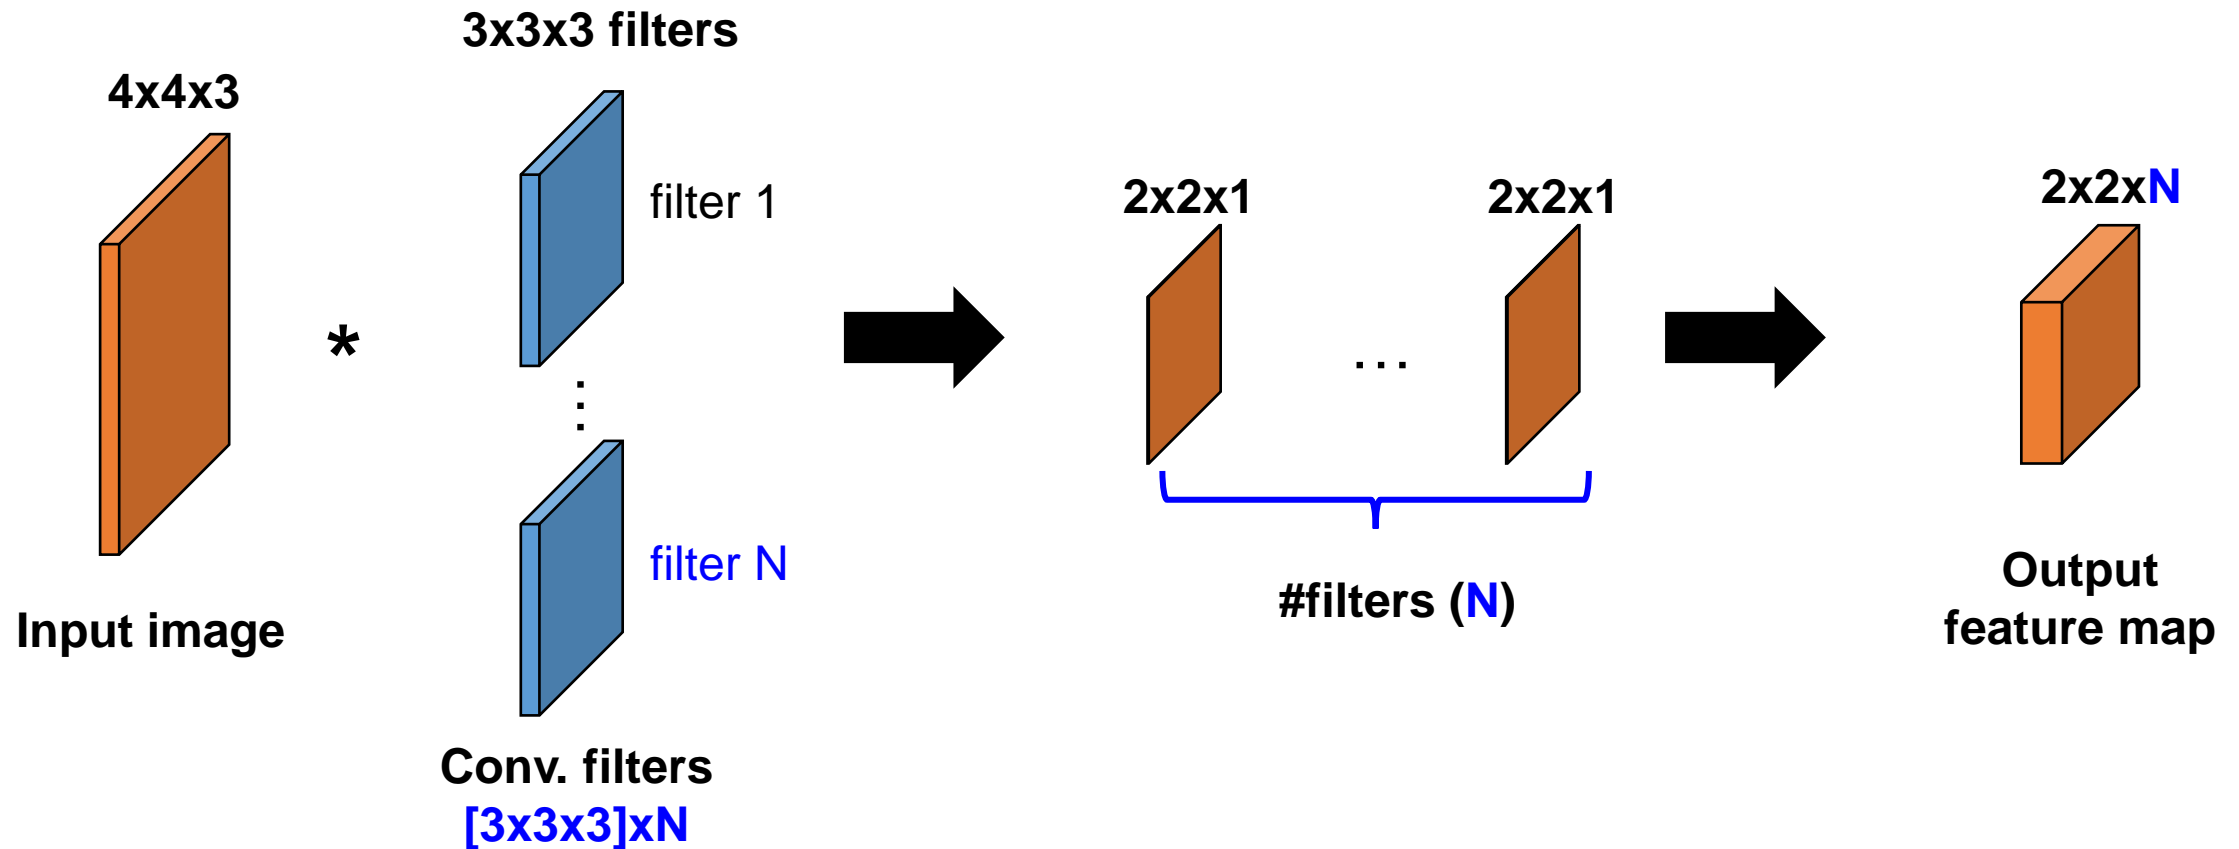 3x3x3 filters
4x4x3
filter 1
*
⋮
filter N
Input image
Conv. filters
[3x3x3]xN
2x2x1
2x2x1
...
#filters (N)
2x2xN
Output
feature map